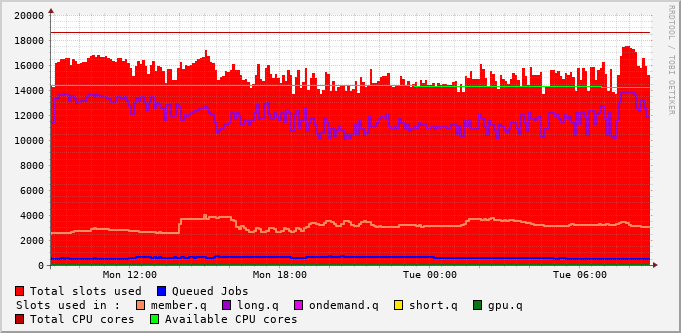 20000
18000
16000
14000
12000
10000
8000
6000
4000
2000
0
Mon 12:00 Mon 18:00 Tue 00:00 Tue 06:00
RRDTOOL / TOBI OETIKER
Total slots used Queued Jobs
Slots used in : member.q long.q ondemand.q short.q gpu.q
Total CPU cores Available CPU cores